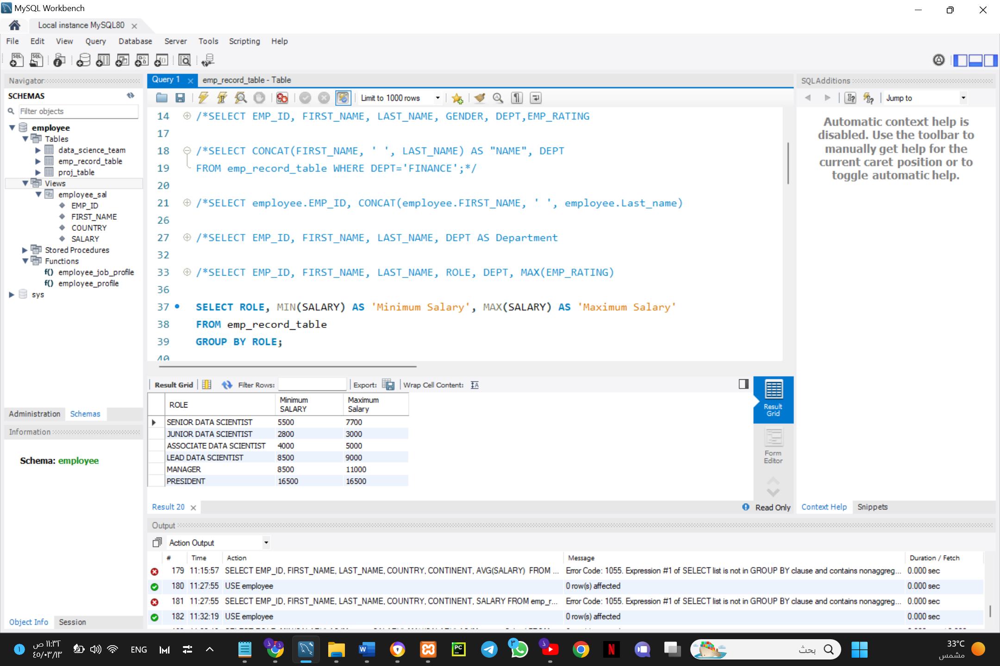 MySQL Workbench
Local instance MySQL80
File Edit View Query Database Server Tools Scripting Help
Navigator
SCHEMAS
Filter objects
employee
Tables
data_science_team
emp_record_table
proj_table
Views
employee_sal
EMP_ID
FIRST_NAME
COUNTRY
SALARY
Stored Procedures
Functions
f() employee_job_profile
f() employee_profile
sys
Administration Schemas
Information
Schema: employee
Object Info Session
Query 1 emp_record_table - Table
Limit to 1000 rows
14 /*SELECT EMP_ID, FIRST_NAME, LAST_NAME, GENDER, DEPT,EMP_RATING
17
18 /*SELECT CONCAT(FIRST_NAME, ' ', LAST_NAME) AS "NAME", DEPT
19 FROM emp_record_table WHERE DEPT='FINANCE';*/
20
21 /*SELECT employee.EMP_ID, CONCAT(employee.FIRST_NAME, ' ', employee.Last_name)
26
27 /*SELECT EMP_ID, FIRST_NAME, LAST_NAME, DEPT AS Department
32
33 /*SELECT EMP_ID, FIRST_NAME, LAST_NAME, ROLE, DEPT, MAX(EMP_RATING)
36
37 SELECT ROLE, MIN(SALARY) AS 'Minimum Salary', MAX(SALARY) AS 'Maximum Salary'
38 FROM emp_record_table
39 GROUP BY ROLE;
40
Result Grid Filter Rows: Export: Wrap Cell Content:
ROLE Minimum SALARY Maximum Salary
SENIOR DATA SCIENTIST 5500 7700
JUNIOR DATA SCIENTIST 2800 3000
ASSOCIATE DATA SCIENTIST 4000 5000
LEAD DATA SCIENTIST 8500 9000
MANAGER 8500 11000
PRESIDENT 16500 16500
Result Grid
Form Editor
Result 20 Read Only
SQLAdditions
Jump to
Automatic context help is
disabled. Use the toolbar to
manually get help for the
current caret position or to
toggle automatic help.
Context Help Snippets
Output
Action Output
# Time Action Message Duration / Fetch
179 11:15:57 SELECT EMP_ID, FIRST_NAME, LAST_NAME, COUNTRY, CONTINENT, AVG(SALARY) FROM ... Error Code: 1055. Expression #1 of SELECT list is not in GROUP BY clause and contains nonaggreg... 0.000 sec
180 11:27:55 USE employee 0 row(s) affected 0.000 sec
181 11:27:55 SELECT EMP_ID, FIRST_NAME, LAST_NAME, COUNTRY, CONTINENT, SALARY FROM emp_r... Error Code: 1055. Expression #1 of SELECT list is not in GROUP BY clause and contains nonaggreg... 0.000 sec
182 11:32:19 USE employee 0 row(s) affected 0.000 sec
١١:٣٢ ص
٤٥/٠٣/١٣
ENG
بحث
33°C
مشمس